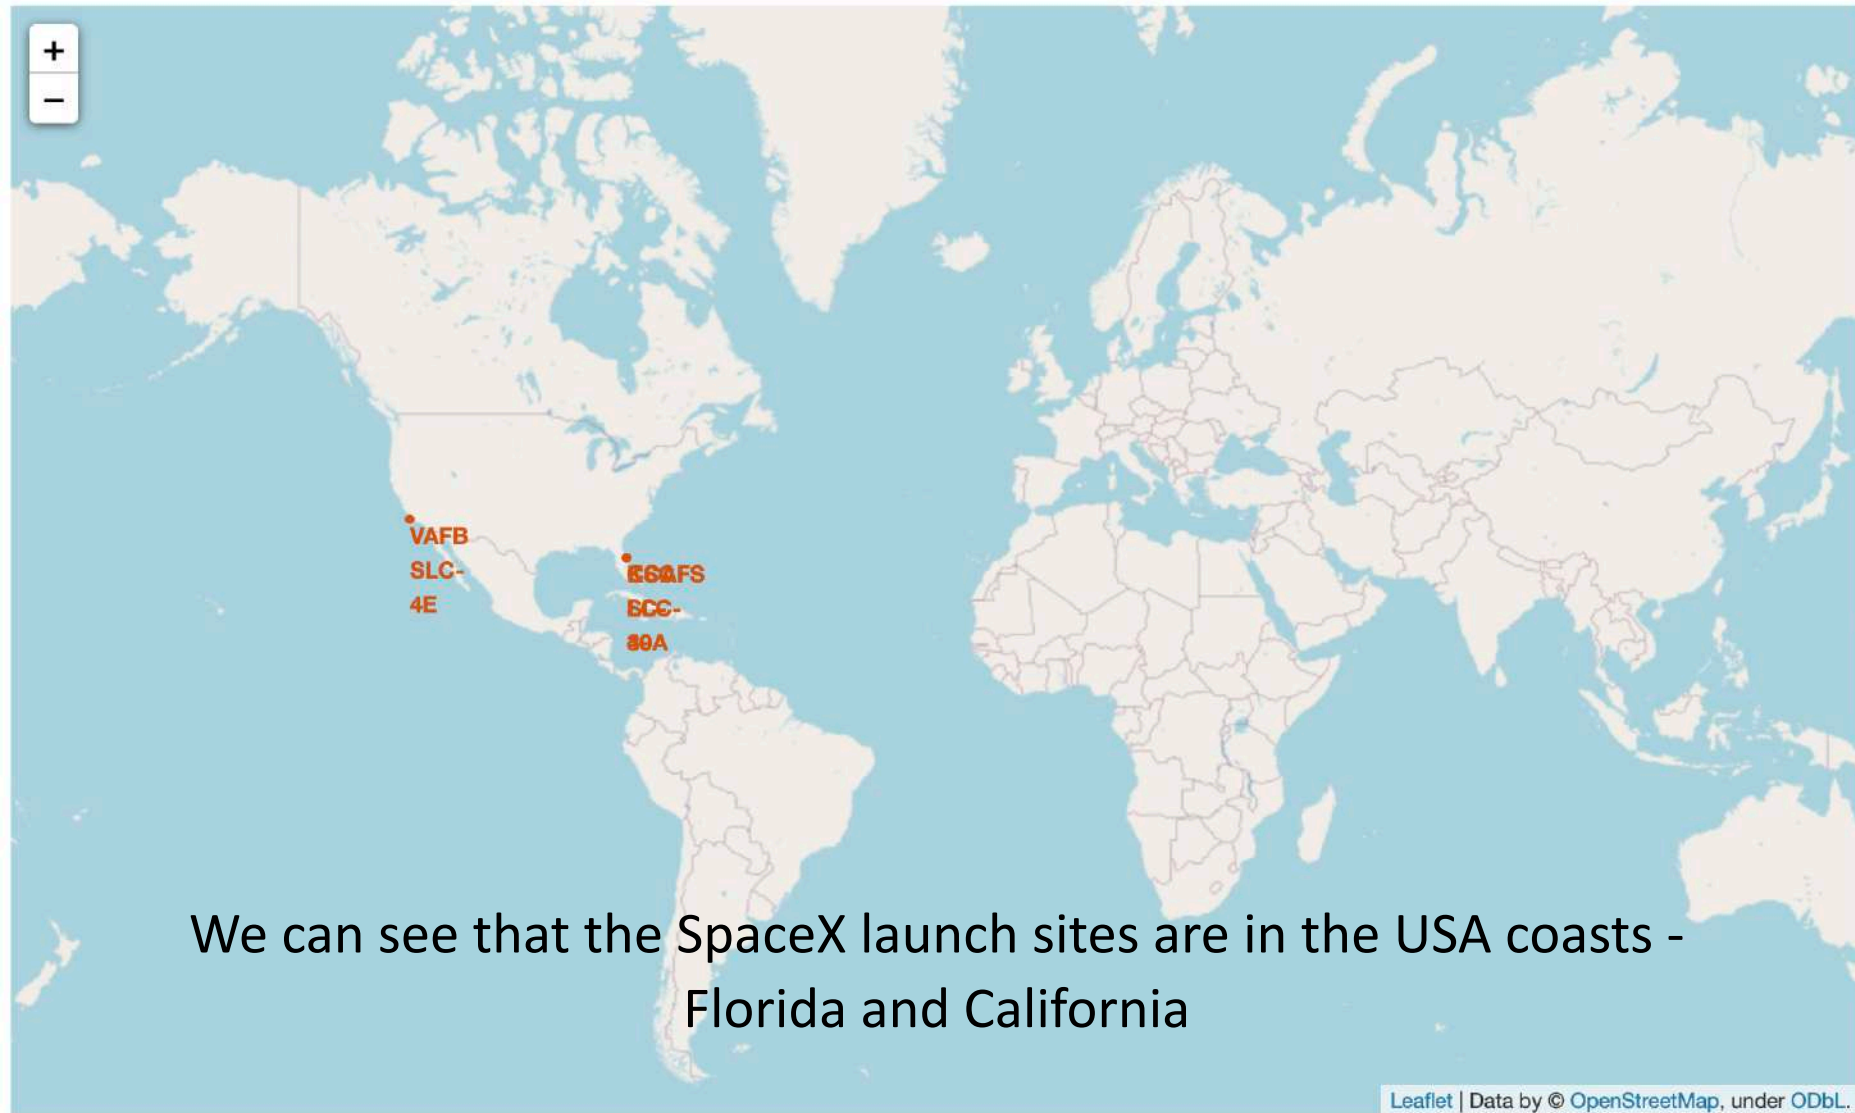 +
−
VAFB
SLC-
4E
We can see that the SpaceX launch sites are in the USA coasts -
Florida and California
Leaflet | Data by © OpenStreetMap, under ODbL.